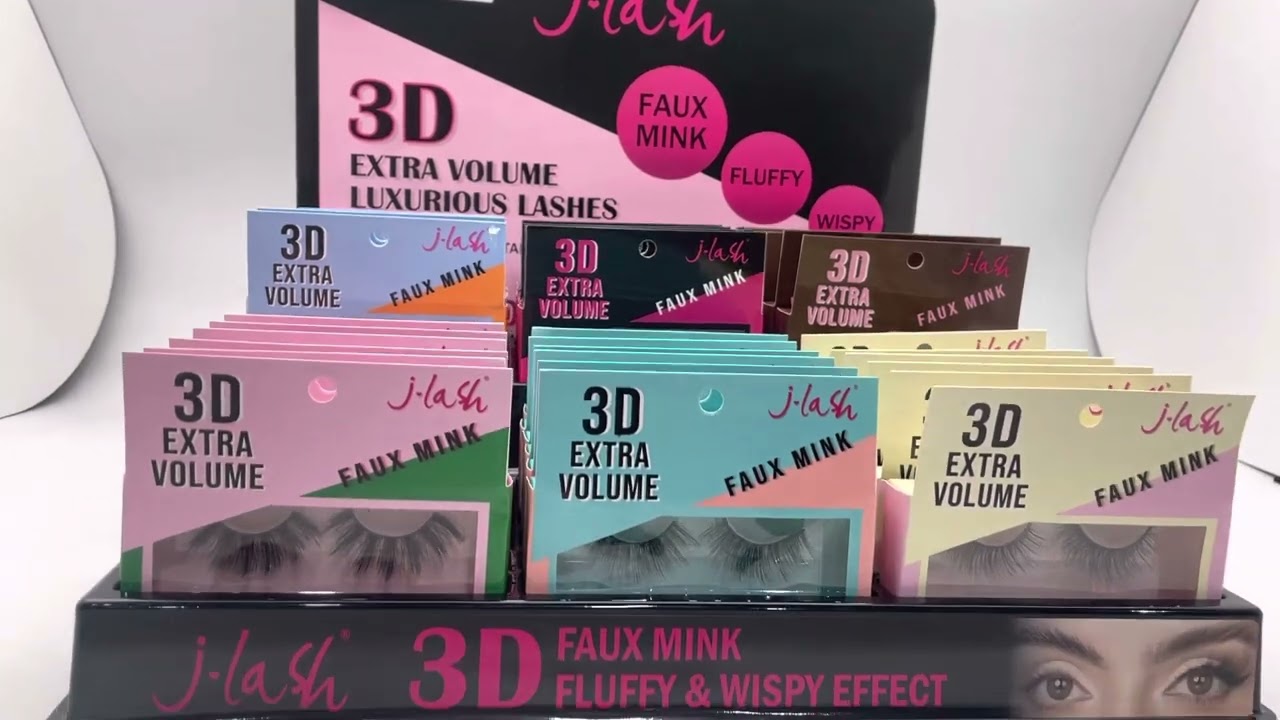 j·lash
3D
EXTRA VOLUME
LUXURIOUS LASHES
FAUX
MINK
FLUFFY
WISPY
3D
EXTRA
VOLUME
j·lash
FAUX MINK
3D
EXTRA
VOLUME
j·lash
FAUX MINK
3D
EXTRA
VOLUME
j·lash
FAUX MINK
3D
EXTRA
VOLUME
j·lash®
FAUX MINK
3D
EXTRA
VOLUME
j·lash®
FAUX MINK
3D
EXTRA
VOLUME
j·lash®
FAUX MINK
j·lash®
3D
FAUX MINK
FLUFFY & WISPY EFFECT